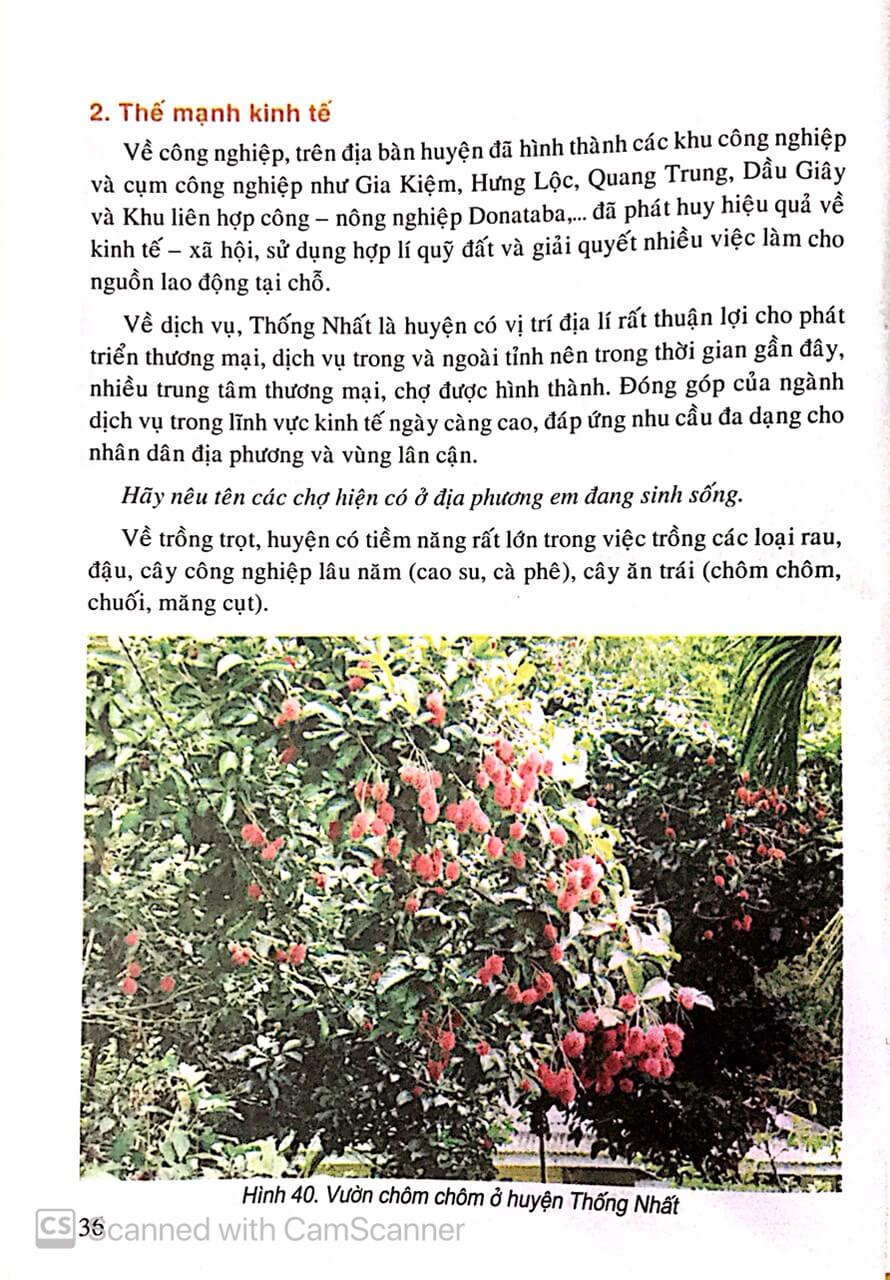 2. Thế mạnh kinh tế
Về công nghiệp, trên địa bàn huyện đã hình thành các khu công nghiệp
và cụm công nghiệp như Gia Kiệm, Hưng Lộc, Quang Trung, Dầu Giây
và Khu liên hợp công – nông nghiệp Donataba,... đã phát huy hiệu quả về
kinh tế – xã hội, sử dụng hợp lí quỹ đất và giải quyết nhiều việc làm cho
nguồn lao động tại chỗ.
Về dịch vụ, Thống Nhất là huyện có vị trí địa lí rất thuận lợi cho phát
triển thương mại, dịch vụ trong và ngoài tỉnh nên trong thời gian gần đây,
nhiều trung tâm thương mại, chợ được hình thành. Đóng góp của ngành
dịch vụ trong lĩnh vực kinh tế ngày càng cao, đáp ứng nhu cầu đa dạng cho
nhân dân địa phương và vùng lân cận.
Hãy nêu tên các chợ hiện có ở địa phương em đang sinh sống.
Về trồng trọt, huyện có tiềm năng rất lớn trong việc trồng các loại rau,
đậu, cây công nghiệp lâu năm (cao su, cà phê), cây ăn trái (chôm chôm,
chuối, măng cụt).
Hình 40. Vườn chôm chôm ở huyện Thống Nhất
36
CS Scanned with CamScanner